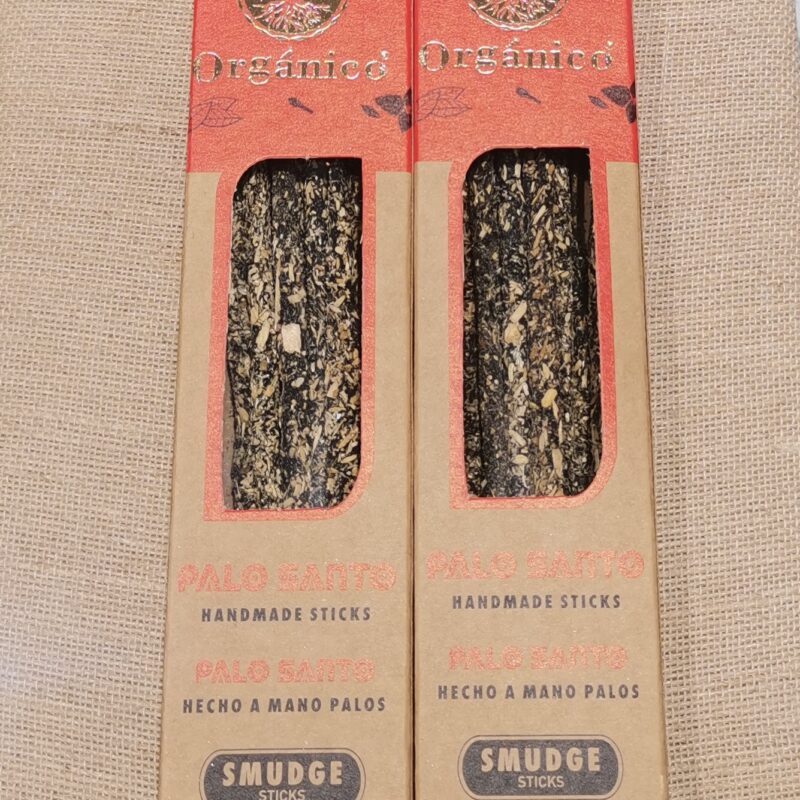 Orgánico
PALO SANTO
HANDMADE STICKS
PALO SANTO
HECHO A MANO PALOS
SMUDGE
STICKS
Orgánico
PALO SANTO
HANDMADE STICKS
PALO SANTO
HECHO A MANO PALOS
SMUDGE
STICKS